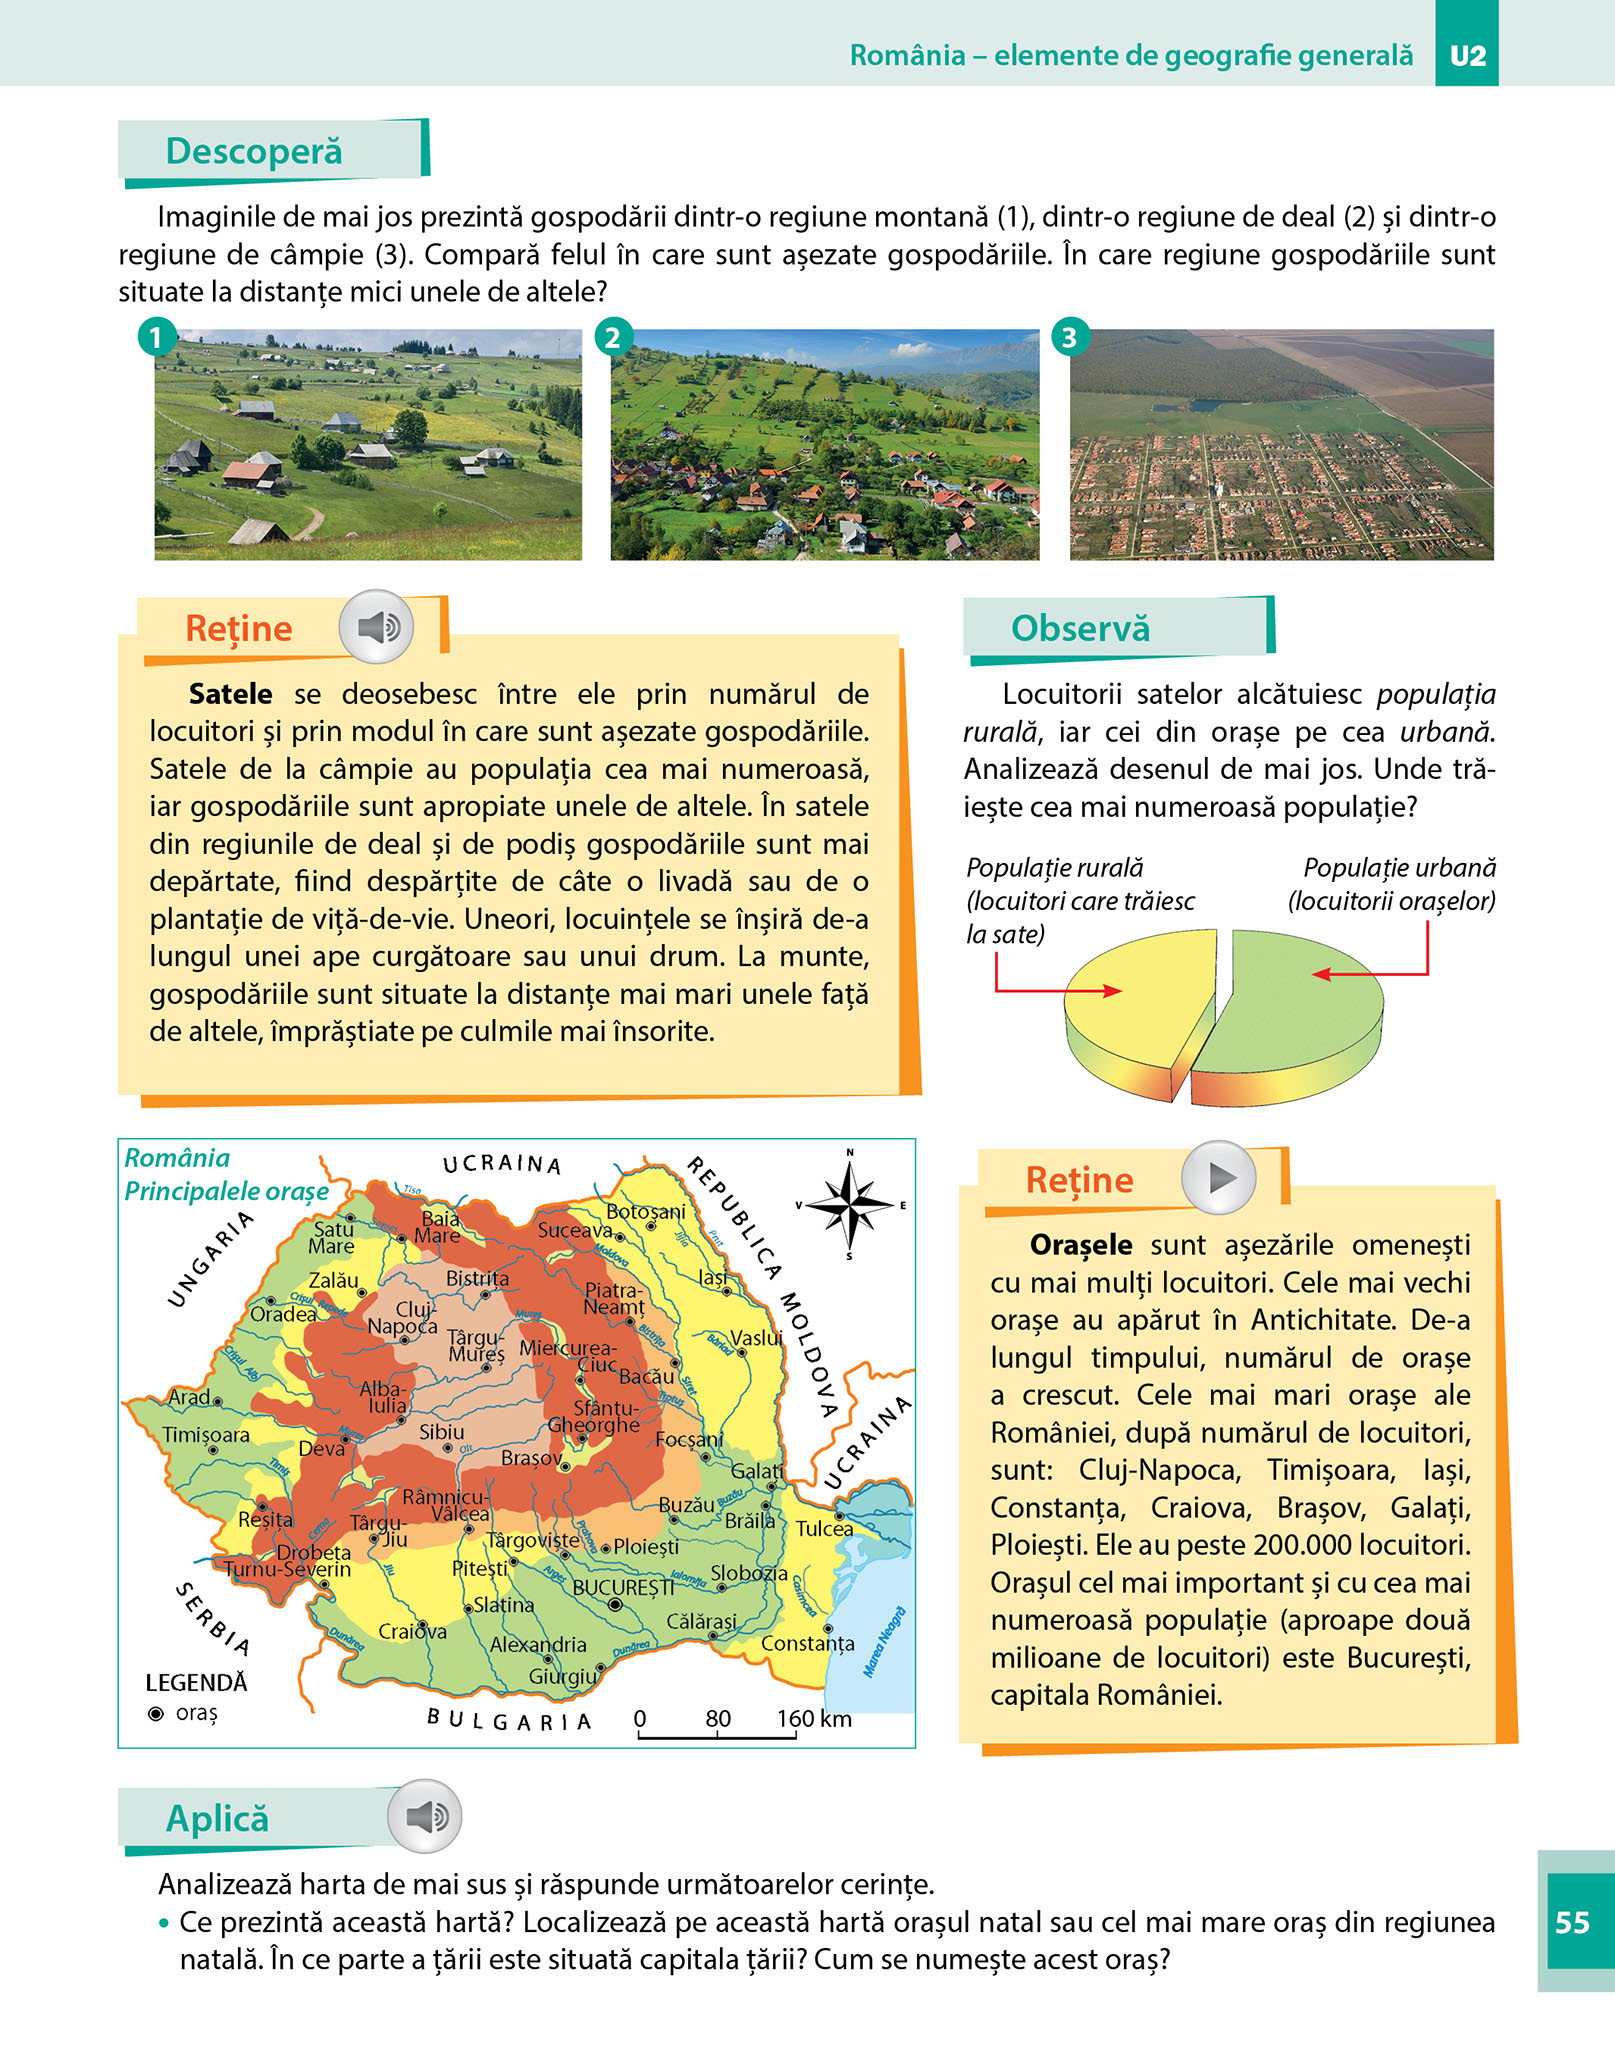 România – elemente de geografie generală U2
Descoperă
Imaginile de mai jos prezintă gospodării dintr-o regiune montană (1), dintr-o regiune de deal (2) și dintr-o
regiune de câmpie (3). Compară felul în care sunt așezate gospodăriile. În care regiune gospodăriile sunt
situate la distanțe mici unele de altele?
1
2
3
Reține
Satele se deosebesc între ele prin numărul de
locuitori și prin modul în care sunt așezate gospodăriile.
Satele de la câmpie au populația cea mai numeroasă,
iar gospodăriile sunt apropiate unele de altele. În satele
din regiunile de deal și de podiș gospodăriile sunt mai
depărtate, fiind despărțite de câte o livadă sau de o
plantație de viță-de-vie. Uneori, locuințele se înșiră de-a
lungul unei ape curgătoare sau unui drum. La munte,
gospodăriile sunt situate la distanțe mai mari unele față
de altele, împrăștiate pe culmile mai însorite.
Observă
Locuitorii satelor alcătuiesc populația
rurală, iar cei din orașe pe cea urbană.
Analizează desenul de mai jos. Unde tră-
iește cea mai numeroasă populație?
Populație rurală
(locuitori care trăiesc
la sate)
Populație urbană
(locuitorii orașelor)
România
Principalele orașe
UCRAINA
REPUBLICA MOLDOVA
UNGARIA
UCRAINA
SERBIA
BULGARIA
N
V
E
S
Tisa
Satu
Mare
Someș
Baia
Mare
Suceava
Botoșani
Moldova
Jijia
Prut
Zalău
Bistrița
Iași
Oradea
Crișul Repede
Cluj-
Napoca
Piatra-
Neamț
Mureș
Târgu-
Mureș
Miercurea-
Ciuc
Bistrița
Bârlad
Vaslui
Crișul Alb
Bacău
Siret
Arad
Alba-
Iulia
Sfântu-
Gheorghe
Trotuș
Timișoara
Deva
Mureș
Sibiu
Olt
Brașov
Focșani
Timiș
Galați
Reșița
Cerna
Râmnicu-
Vâlcea
Buzău
Buzău
Brăila
Tulcea
Târgu-
Jiu
Târgoviște
Prahova
Ploiești
Drobeta
Turnu-Severin
Jiu
Pitești
Argeș
Ialomița
Slobozia
BUCUREȘTI
Casimcea
Slatina
Craiova
Călărași
Dunărea
Alexandria
Dunărea
Constanța
Giurgiu
Marea Neagră
LEGENDĂ
oraș
0 80 160 km
Reține
Orașele sunt așezările omenești
cu mai mulți locuitori. Cele mai vechi
orașe au apărut în Antichitate. De-a
lungul timpului, numărul de orașe
a crescut. Cele mai mari orașe ale
României, după numărul de locuitori,
sunt: Cluj-Napoca, Timișoara, Iași,
Constanța, Craiova, Brașov, Galați,
Ploiești. Ele au peste 200.000 locuitori.
Orașul cel mai important și cu cea mai
numeroasă populație (aproape două
milioane de locuitori) este București,
capitala României.
Aplică
Analizează harta de mai sus și răspunde următoarelor cerințe.
• Ce prezintă această hartă? Localizează pe această hartă orașul natal sau cel mai mare oraș din regiunea
natală. În ce parte a țării este situată capitala țării? Cum se numește acest oraș?
55